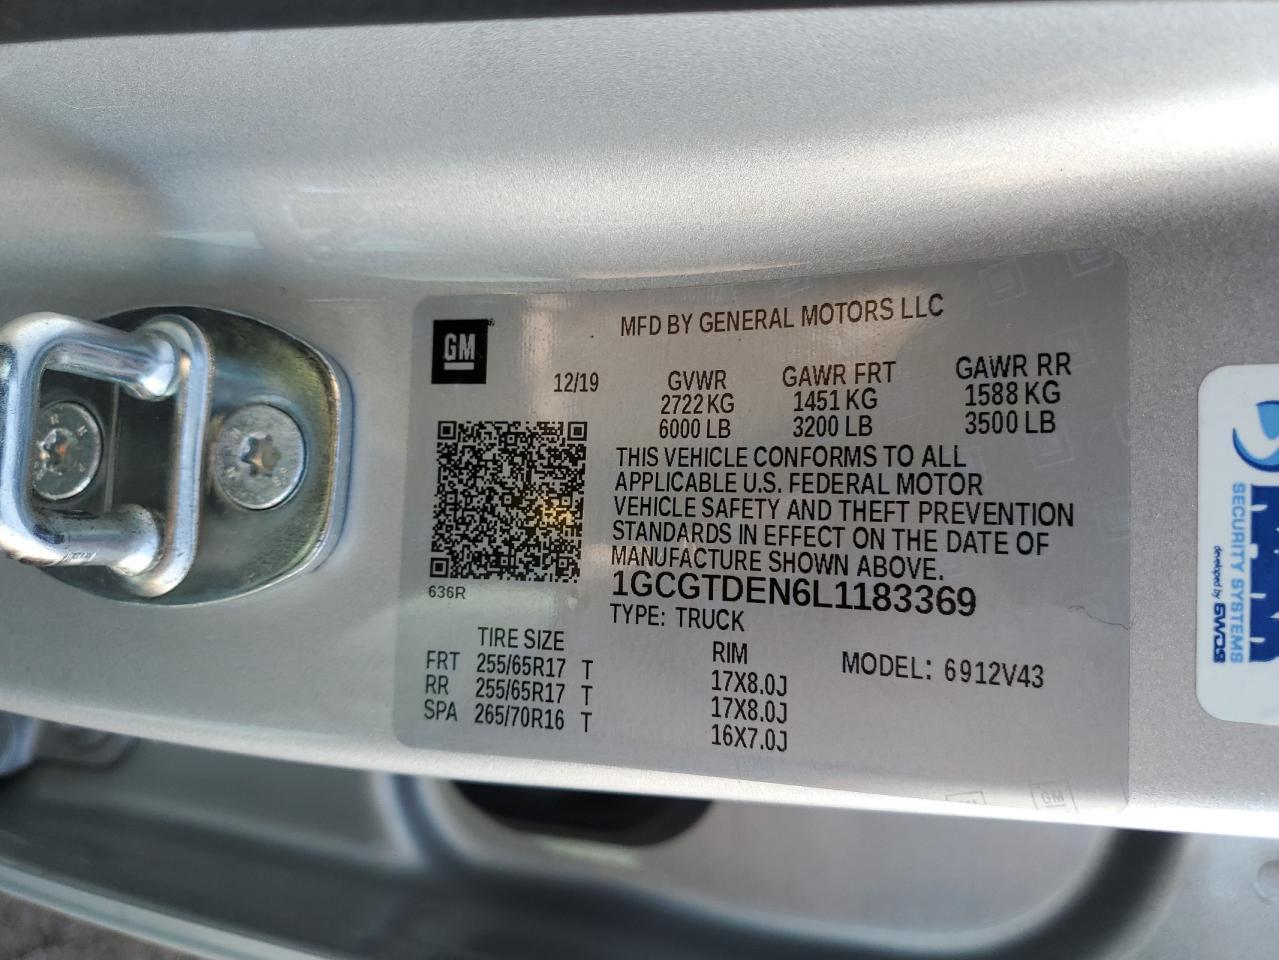 GM
MFD BY GENERAL MOTORS LLC
12/19 GVWR GAWR FRT GAWR RR
2722 KG 1451 KG 1588 KG
6000 LB 3200 LB 3500 LB
THIS VEHICLE CONFORMS TO ALL
APPLICABLE U.S. FEDERAL MOTOR
VEHICLE SAFETY AND THEFT PREVENTION
STANDARDS IN EFFECT ON THE DATE OF
MANUFACTURE SHOWN ABOVE.
636R
1GCGTDEN6L1183369
TYPE: TRUCK
TIRE SIZE RIM MODEL: 6912V43
FRT 255/65R17 T 17X8.0J
RR 255/65R17 T 17X8.0J
SPA 265/70R16 T 16X7.0J
SECURITY SYSTEMS
developed by